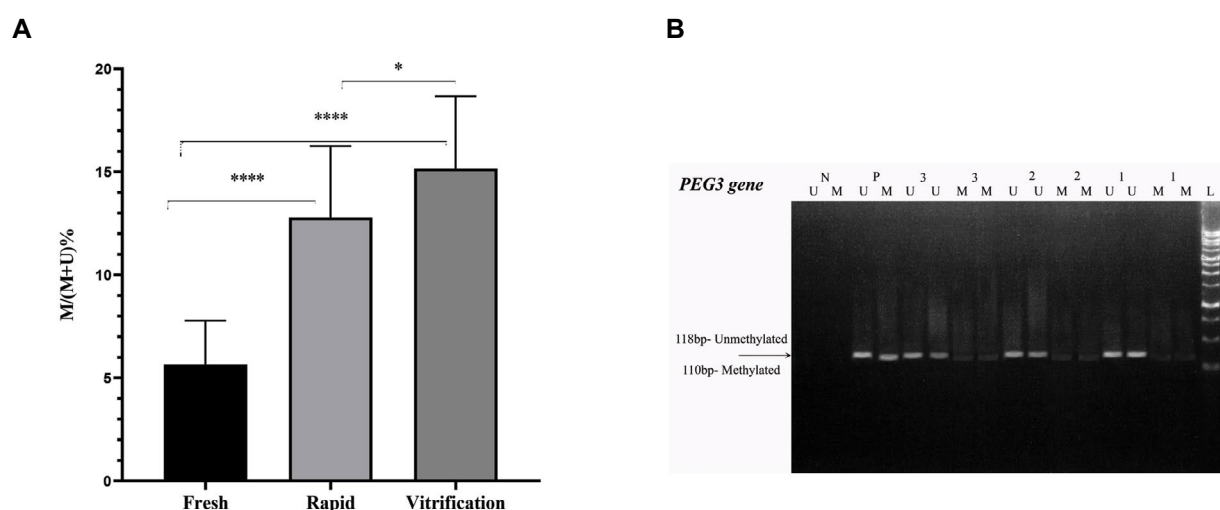 A
20
15
10
5
0
M/(M+U)%
*
****
****
Fresh Rapid Vitrification
B
PEG3 gene
N P 3 3 2 2 1 1
U M U M U U M M U U M M U U M M L
118bp- Unmethylated
110bp- Methylated